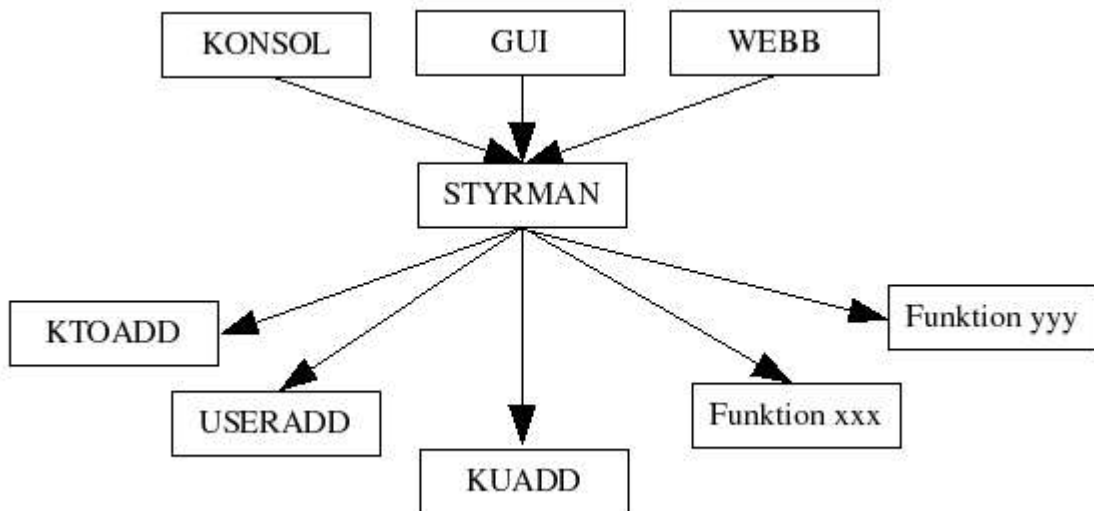 KONSOL
GUI
WEBB
STYRMAN
KTOADD
USERADD
KUADD
Funktion xxx
Funktion yyy